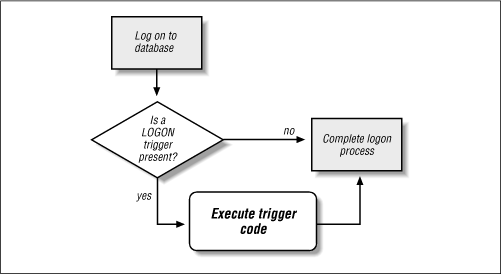 Log on to
database
Is a
LOGON
trigger
present?
no
Complete logon
process
yes
Execute trigger
code